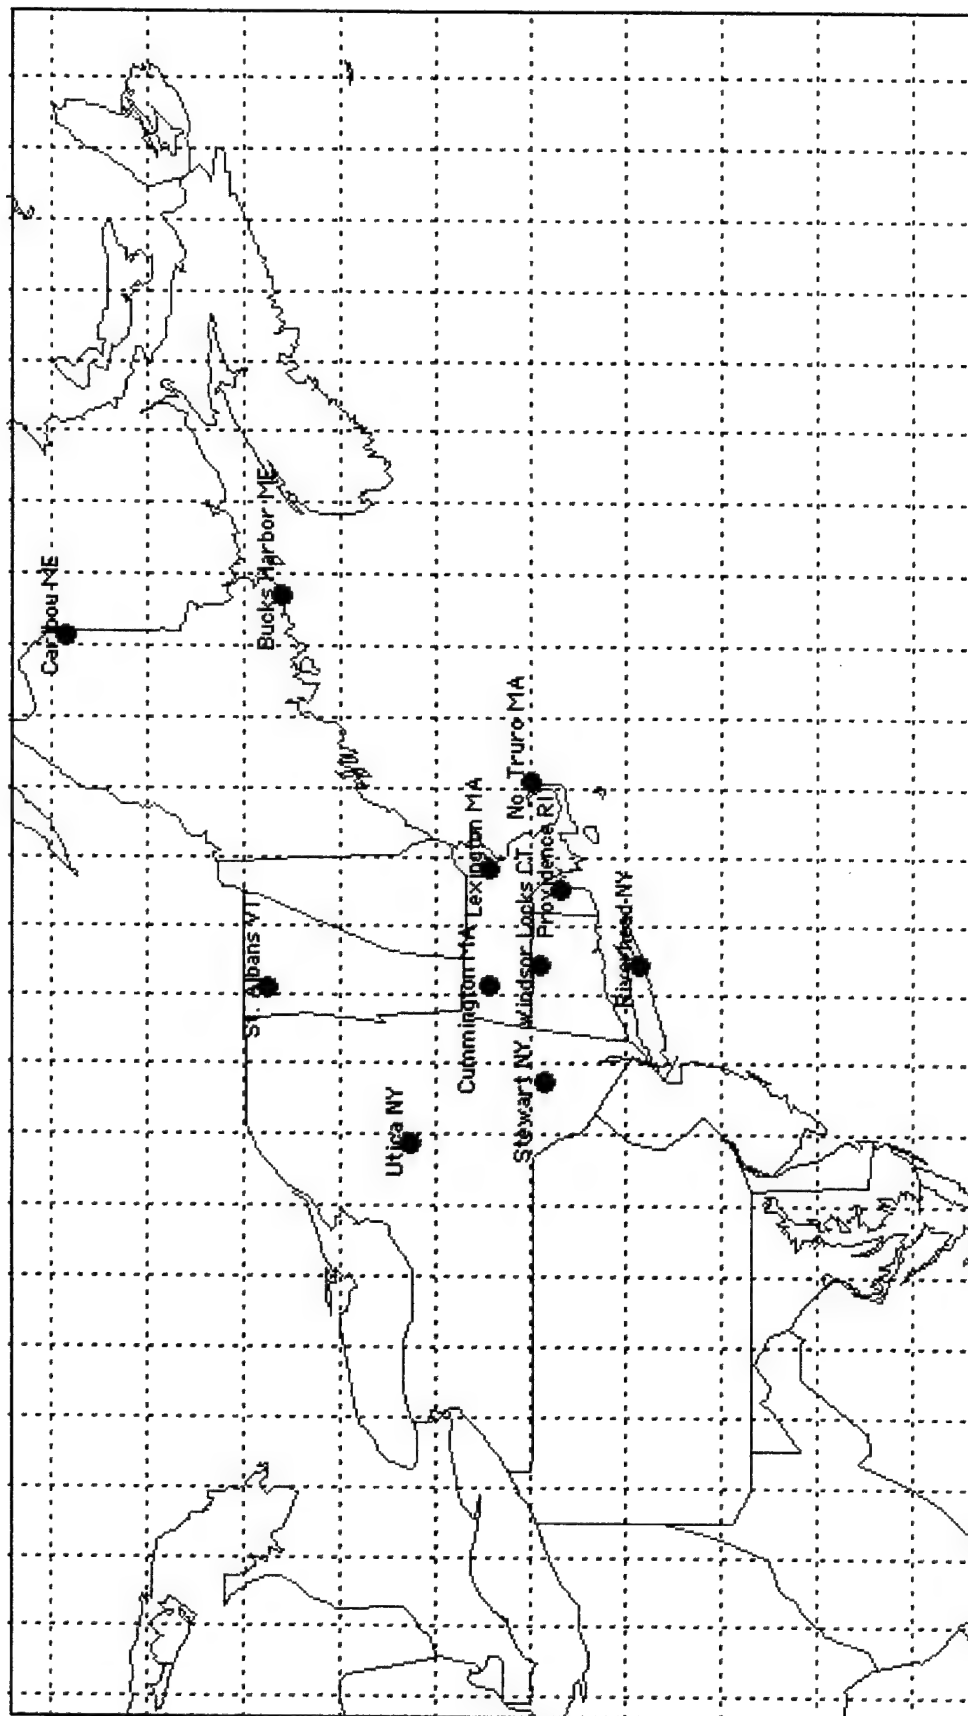 Caribou ME
Bucks Harbor ME
St. Albans VT
Utica NY
Cummington MA
Lexington MA
No. Truro MA
Stewart NY
Windsor Locks CT
Providence RI
Riverhead NY